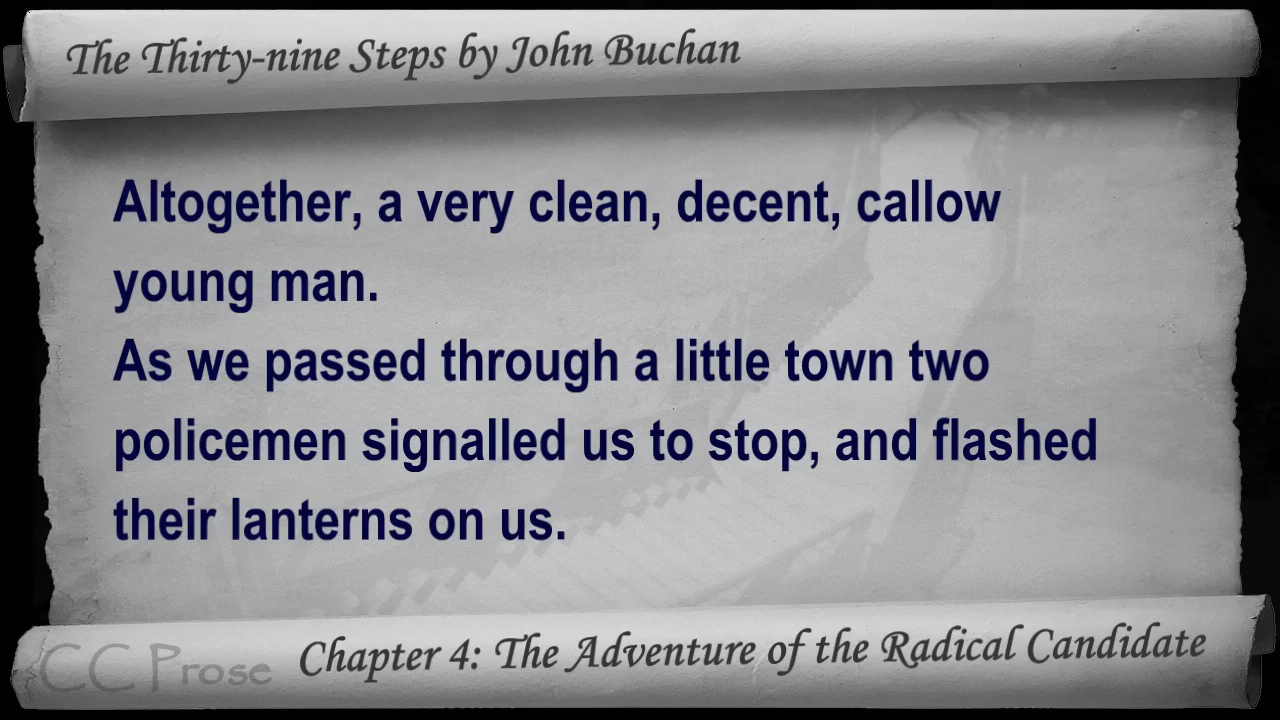 The Thirty-nine Steps by John Buchan
Altogether, a very clean, decent, callow
young man.
As we passed through a little town two
policemen signalled us to stop, and flashed
their lanterns on us.
CC Prose
Chapter 4: The Adventure of the Radical Candidate